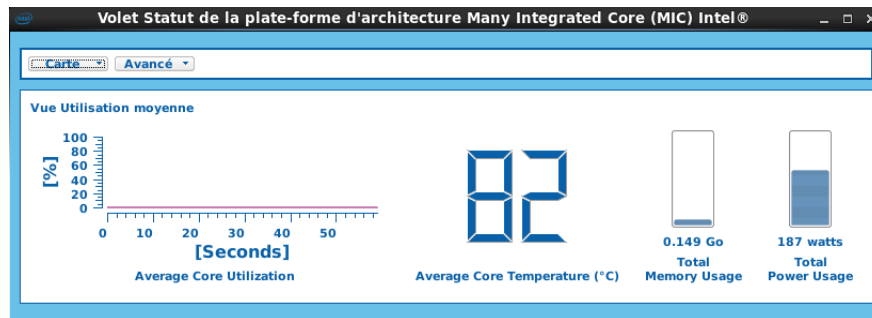 Volet Statut de la plate-forme d'architecture Many Integrated Core (MIC) Intel®
Carte Avancé
Vue Utilisation moyenne
100
80
60
40
20
0
[%]
0 10 20 30 40 50
[Seconds]
Average Core Utilization
82
Average Core Temperature (°C)
0.149 Go
Total
Memory Usage
187 watts
Total
Power Usage